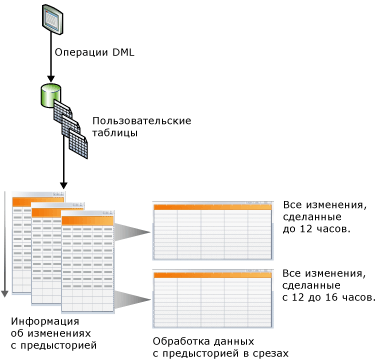 Операции DML
Пользовательские
таблицы
Все изменения,
сделанные
до 12 часов.
Все изменения,
сделанные
с 12 до 16 часов.
Информация
об изменениях
с предысторией
Обработка данных
с предысторией в срезах